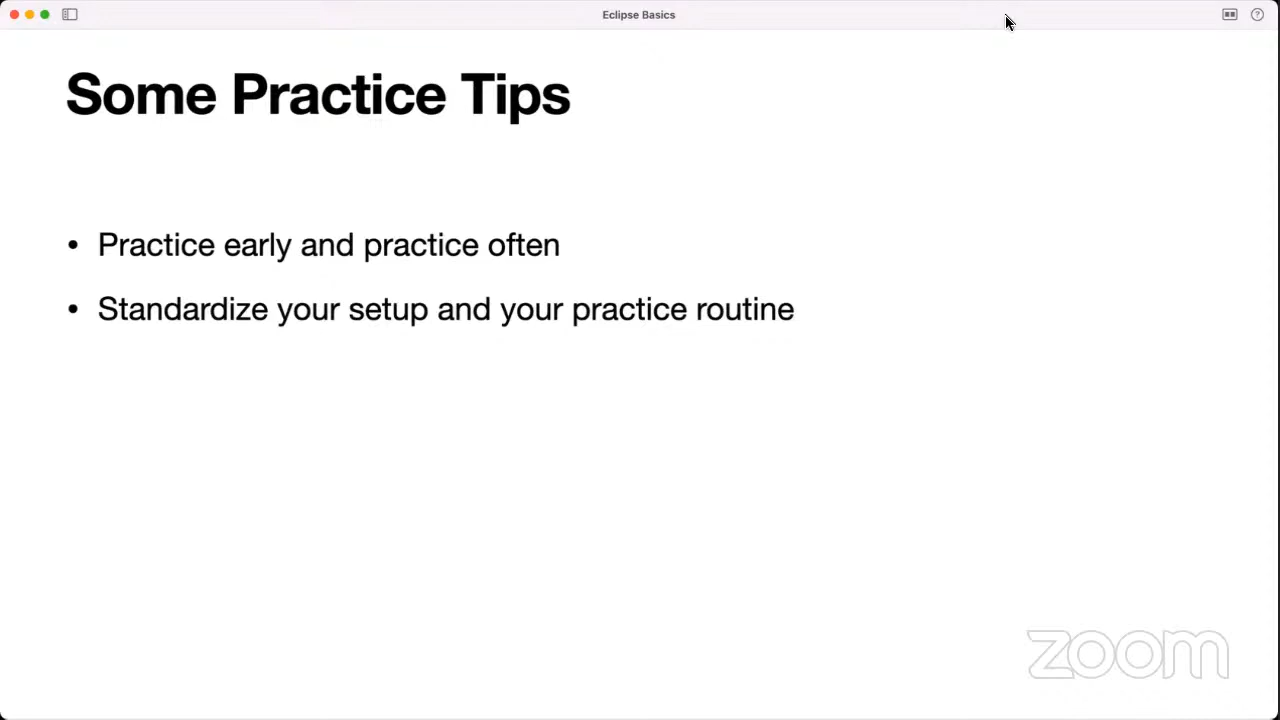 Eclipse Basics
Some Practice Tips
• Practice early and practice often
• Standardize your setup and your practice routine
zoom